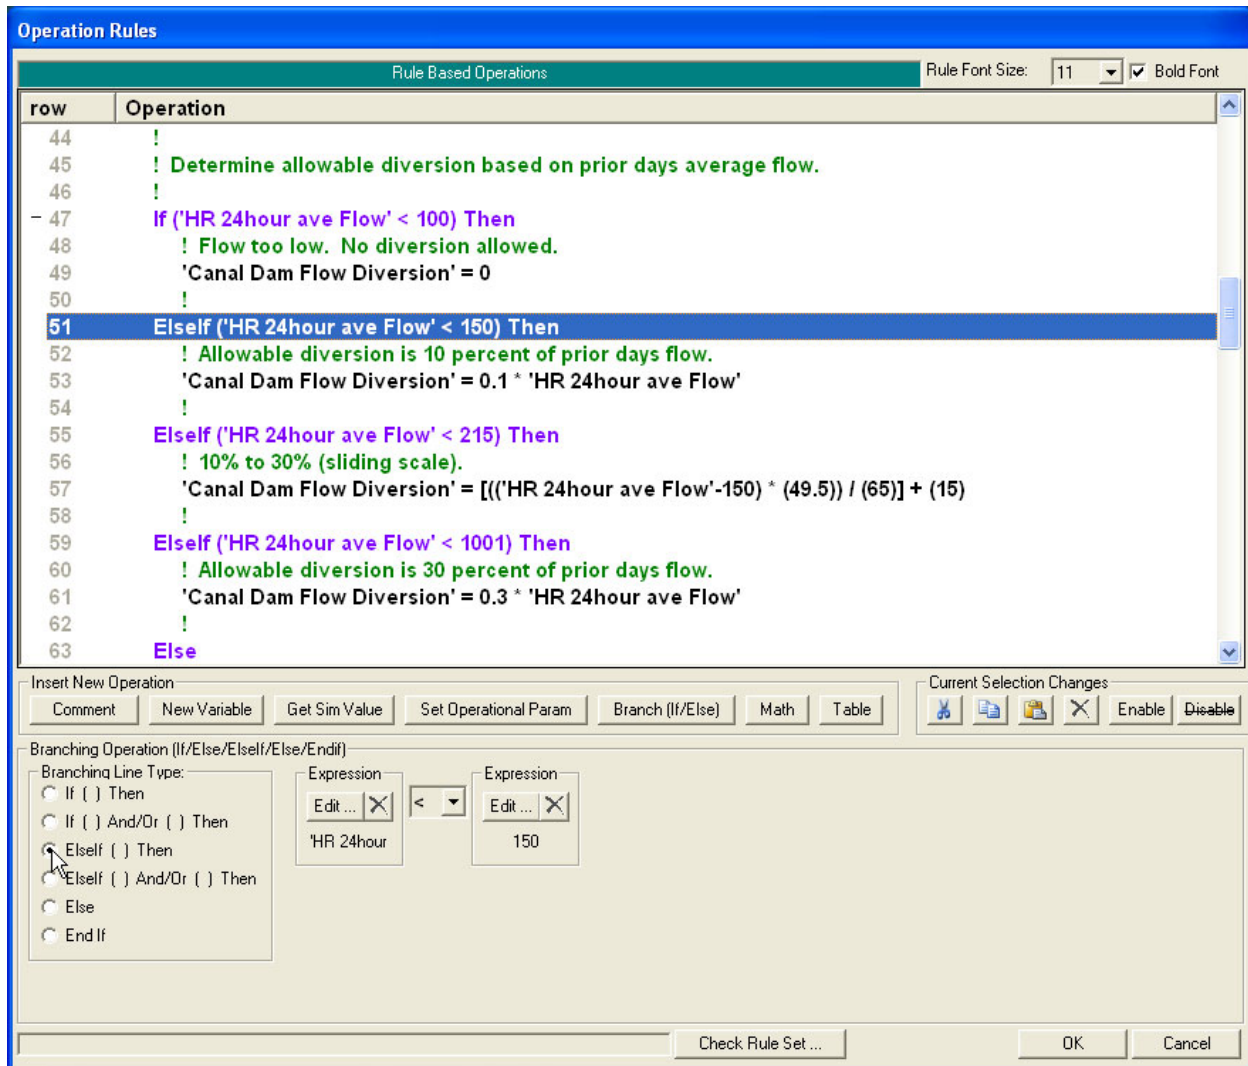 Operation Rules
Rule Based Operations Rule Font Size: 11 Bold Font
row Operation
44 !
45 ! Determine allowable diversion based on prior days average flow.
46 !
− 47 If ('HR 24hour ave Flow' < 100) Then
48 ! Flow too low. No diversion allowed.
49 'Canal Dam Flow Diversion' = 0
50 !
51 ElseIf ('HR 24hour ave Flow' < 150) Then
52 ! Allowable diversion is 10 percent of prior days flow.
53 'Canal Dam Flow Diversion' = 0.1 * 'HR 24hour ave Flow'
54 !
55 ElseIf ('HR 24hour ave Flow' < 215) Then
56 ! 10% to 30% (sliding scale).
57 'Canal Dam Flow Diversion' = [(('HR 24hour ave Flow'-150) * (49.5)) / (65)] + (15)
58 !
59 ElseIf ('HR 24hour ave Flow' < 1001) Then
60 ! Allowable diversion is 30 percent of prior days flow.
61 'Canal Dam Flow Diversion' = 0.3 * 'HR 24hour ave Flow'
62 !
63 Else
Insert New Operation Current Selection Changes
Comment New Variable Get Sim Value Set Operational Param Branch (If/Else) Math Table Enable Disable
Branching Operation (If/Else/ElseIf/Else/Endif)
Branching Line Type: Expression Expression
If ( ) Then
Edit ... < Edit ...
If ( ) And/Or ( ) Then
'HR 24hour 150
ElseIf ( ) Then
ElseIf ( ) And/Or ( ) Then
Else
End If
Check Rule Set ... OK Cancel